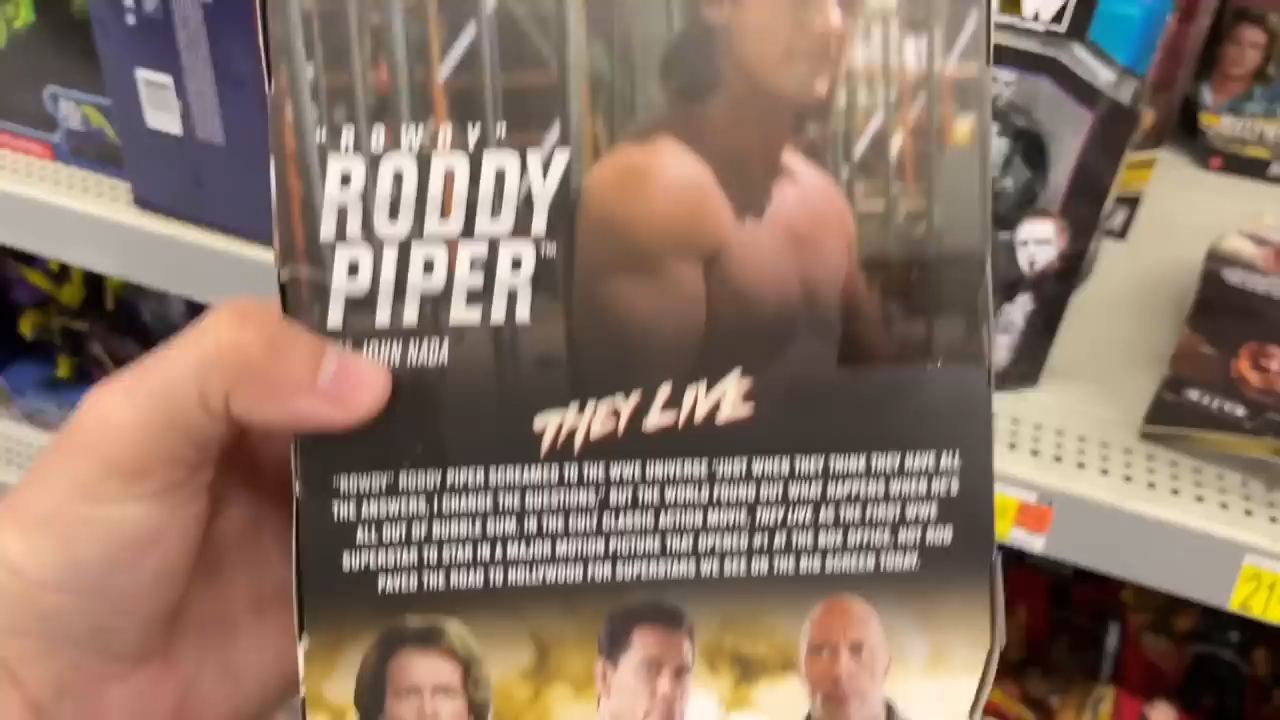 "ROWDY"
RODDY
PIPER™
JOHN NADA
THEY LIVE
"ROWDY" RODDY PIPER SCREAMED TO THE WWE UNIVERSE "JUST WHEN THEY THINK THEY HAVE ALL
THE ANSWERS, I CHANGE THE QUESTIONS!" BUT THE WORLD FOUND OUT WHAT HAPPENS WHEN HE'S
ALL OUT OF BUBBLE GUM. IN THE CULT CLASSIC ACTION MOVIE, THEY LIVE AS THE FIRST WWE
SUPERSTAR TO STAR IN A MAJOR MOTION PICTURE THAT OPENED #1 AT THE BOX OFFICE, HOT ROD
PAVED THE ROAD TO HOLLYWOOD FOR SUPERSTARS WE SEE ON THE BIG SCREEN TODAY.
21